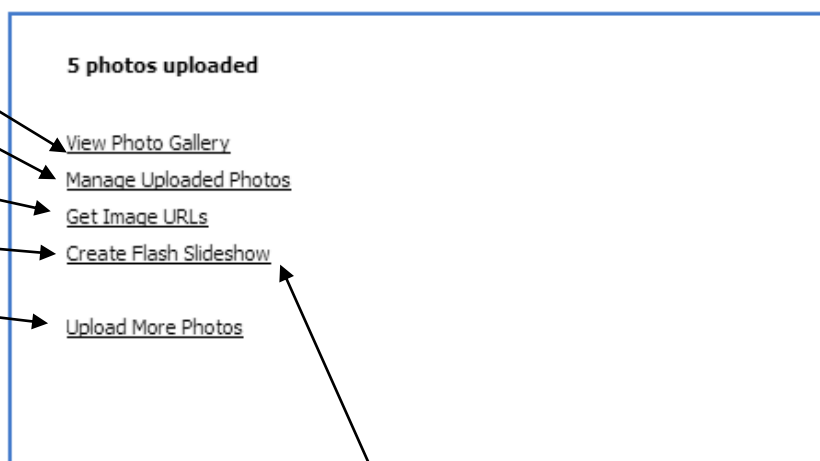 5 photos uploaded
View Photo Gallery
Manage Uploaded Photos
Get Image URLs
Create Flash Slideshow
Upload More Photos